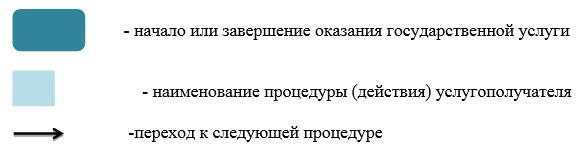 - начало или завершение оказания государственной услуги
- наименование процедуры (действия) услугополучателя
-переход к следующей процедуре